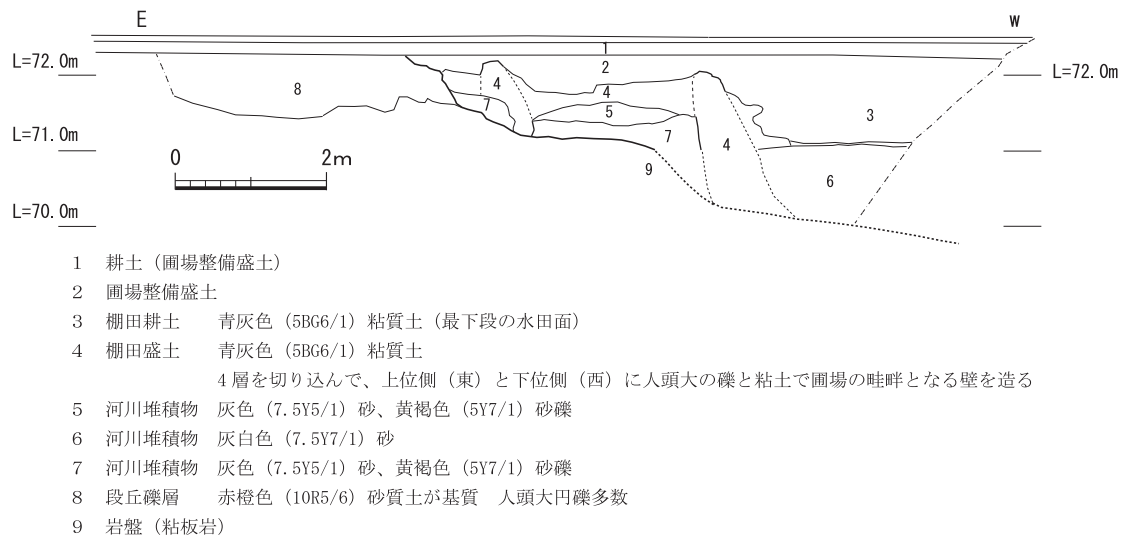 E
W
1
L=72.0m
2
L=72.0m
8
4
4
3
7
5
L=71.0m
7
4
0
2m
9
6
L=70.0m
1 耕土（圃場整備盛土）
2 圃場整備盛土
3 棚田耕土 青灰色（5BG6/1）粘質土（最下段の水田面）
4 棚田盛土 青灰色（5BG6/1）粘質土
4層を切り込んで、上位側（東）と下位側（西）に人頭大の礫と粘土で圃場の畦畔となる壁を造る
5 河川堆積物 灰色（7.5Y5/1）砂、黄褐色（5Y7/1）砂礫
6 河川堆積物 灰白色（7.5Y7/1）砂
7 河川堆積物 灰色（7.5Y5/1）砂、黄褐色（5Y7/1）砂礫
8 段丘礫層 赤橙色（10R5/6）砂質土が基質 人頭大円礫多数
9 岩盤（粘板岩）